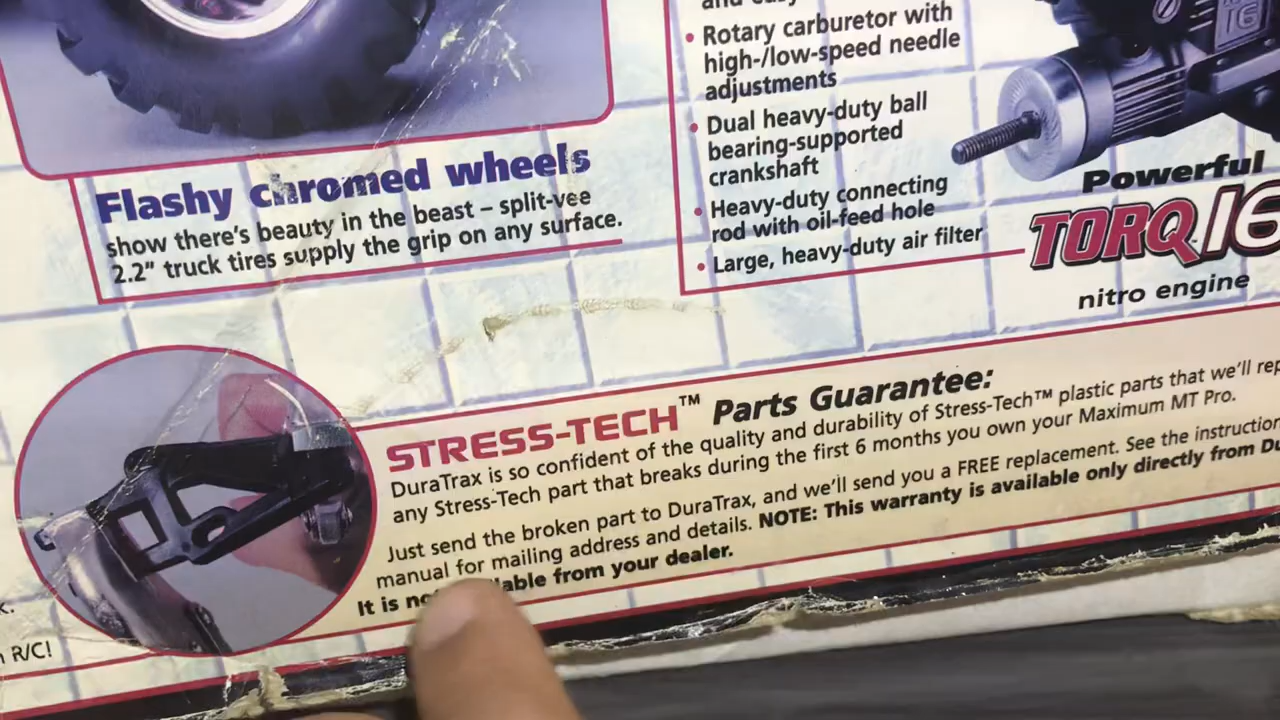 Flashy chromed wheels
show there's beauty in the beast – split-vee
2.2" truck tires supply the grip on any surface.
• Rotary carburetor with
high-/low-speed needle
adjustments
• Dual heavy-duty ball
bearing-supported
crankshaft
• Heavy-duty connecting
rod with oil-feed hole
• Large, heavy-duty air filter
16
Powerful
TORQ 16
nitro engine
STRESS-TECH™ Parts Guarantee:
DuraTrax is so confident of the quality and durability of Stress-Tech™ plastic parts that we'll
any Stress-Tech part that breaks during the first 6 months you own your Maximum MT Pro.
Just send the broken part to DuraTrax, and we'll send you a FREE replacement. See the
manual for mailing address and details. NOTE: This warranty is available only directly from
It is from your dealer.
R/C!